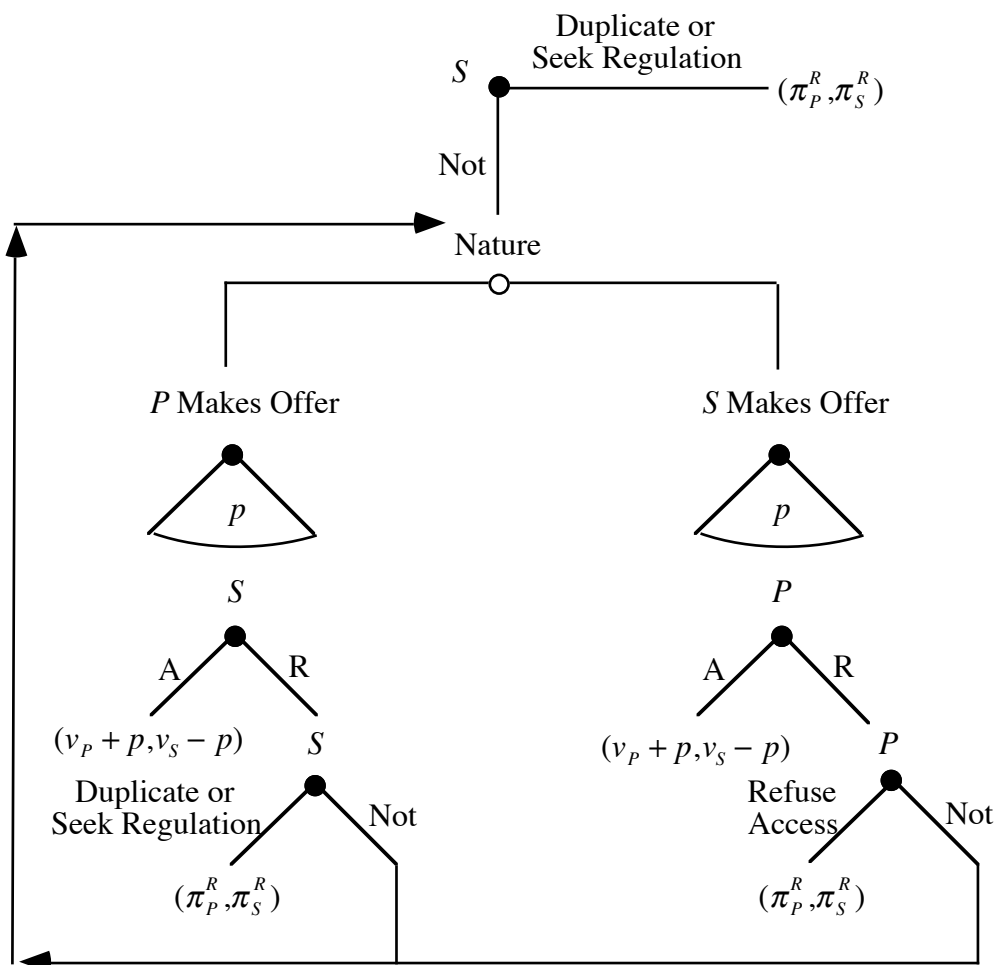 Duplicate or
Seek Regulation
S
(π_P^R,π_S^R)
Not
Nature
P Makes Offer
S Makes Offer
p
p
S
P
A
R
A
R
(v_P + p,v_S − p)
S
(v_P + p,v_S − p)
P
Duplicate or
Seek Regulation
Not
Refuse
Access
Not
(π_P^R,π_S^R)
(π_P^R,π_S^R)